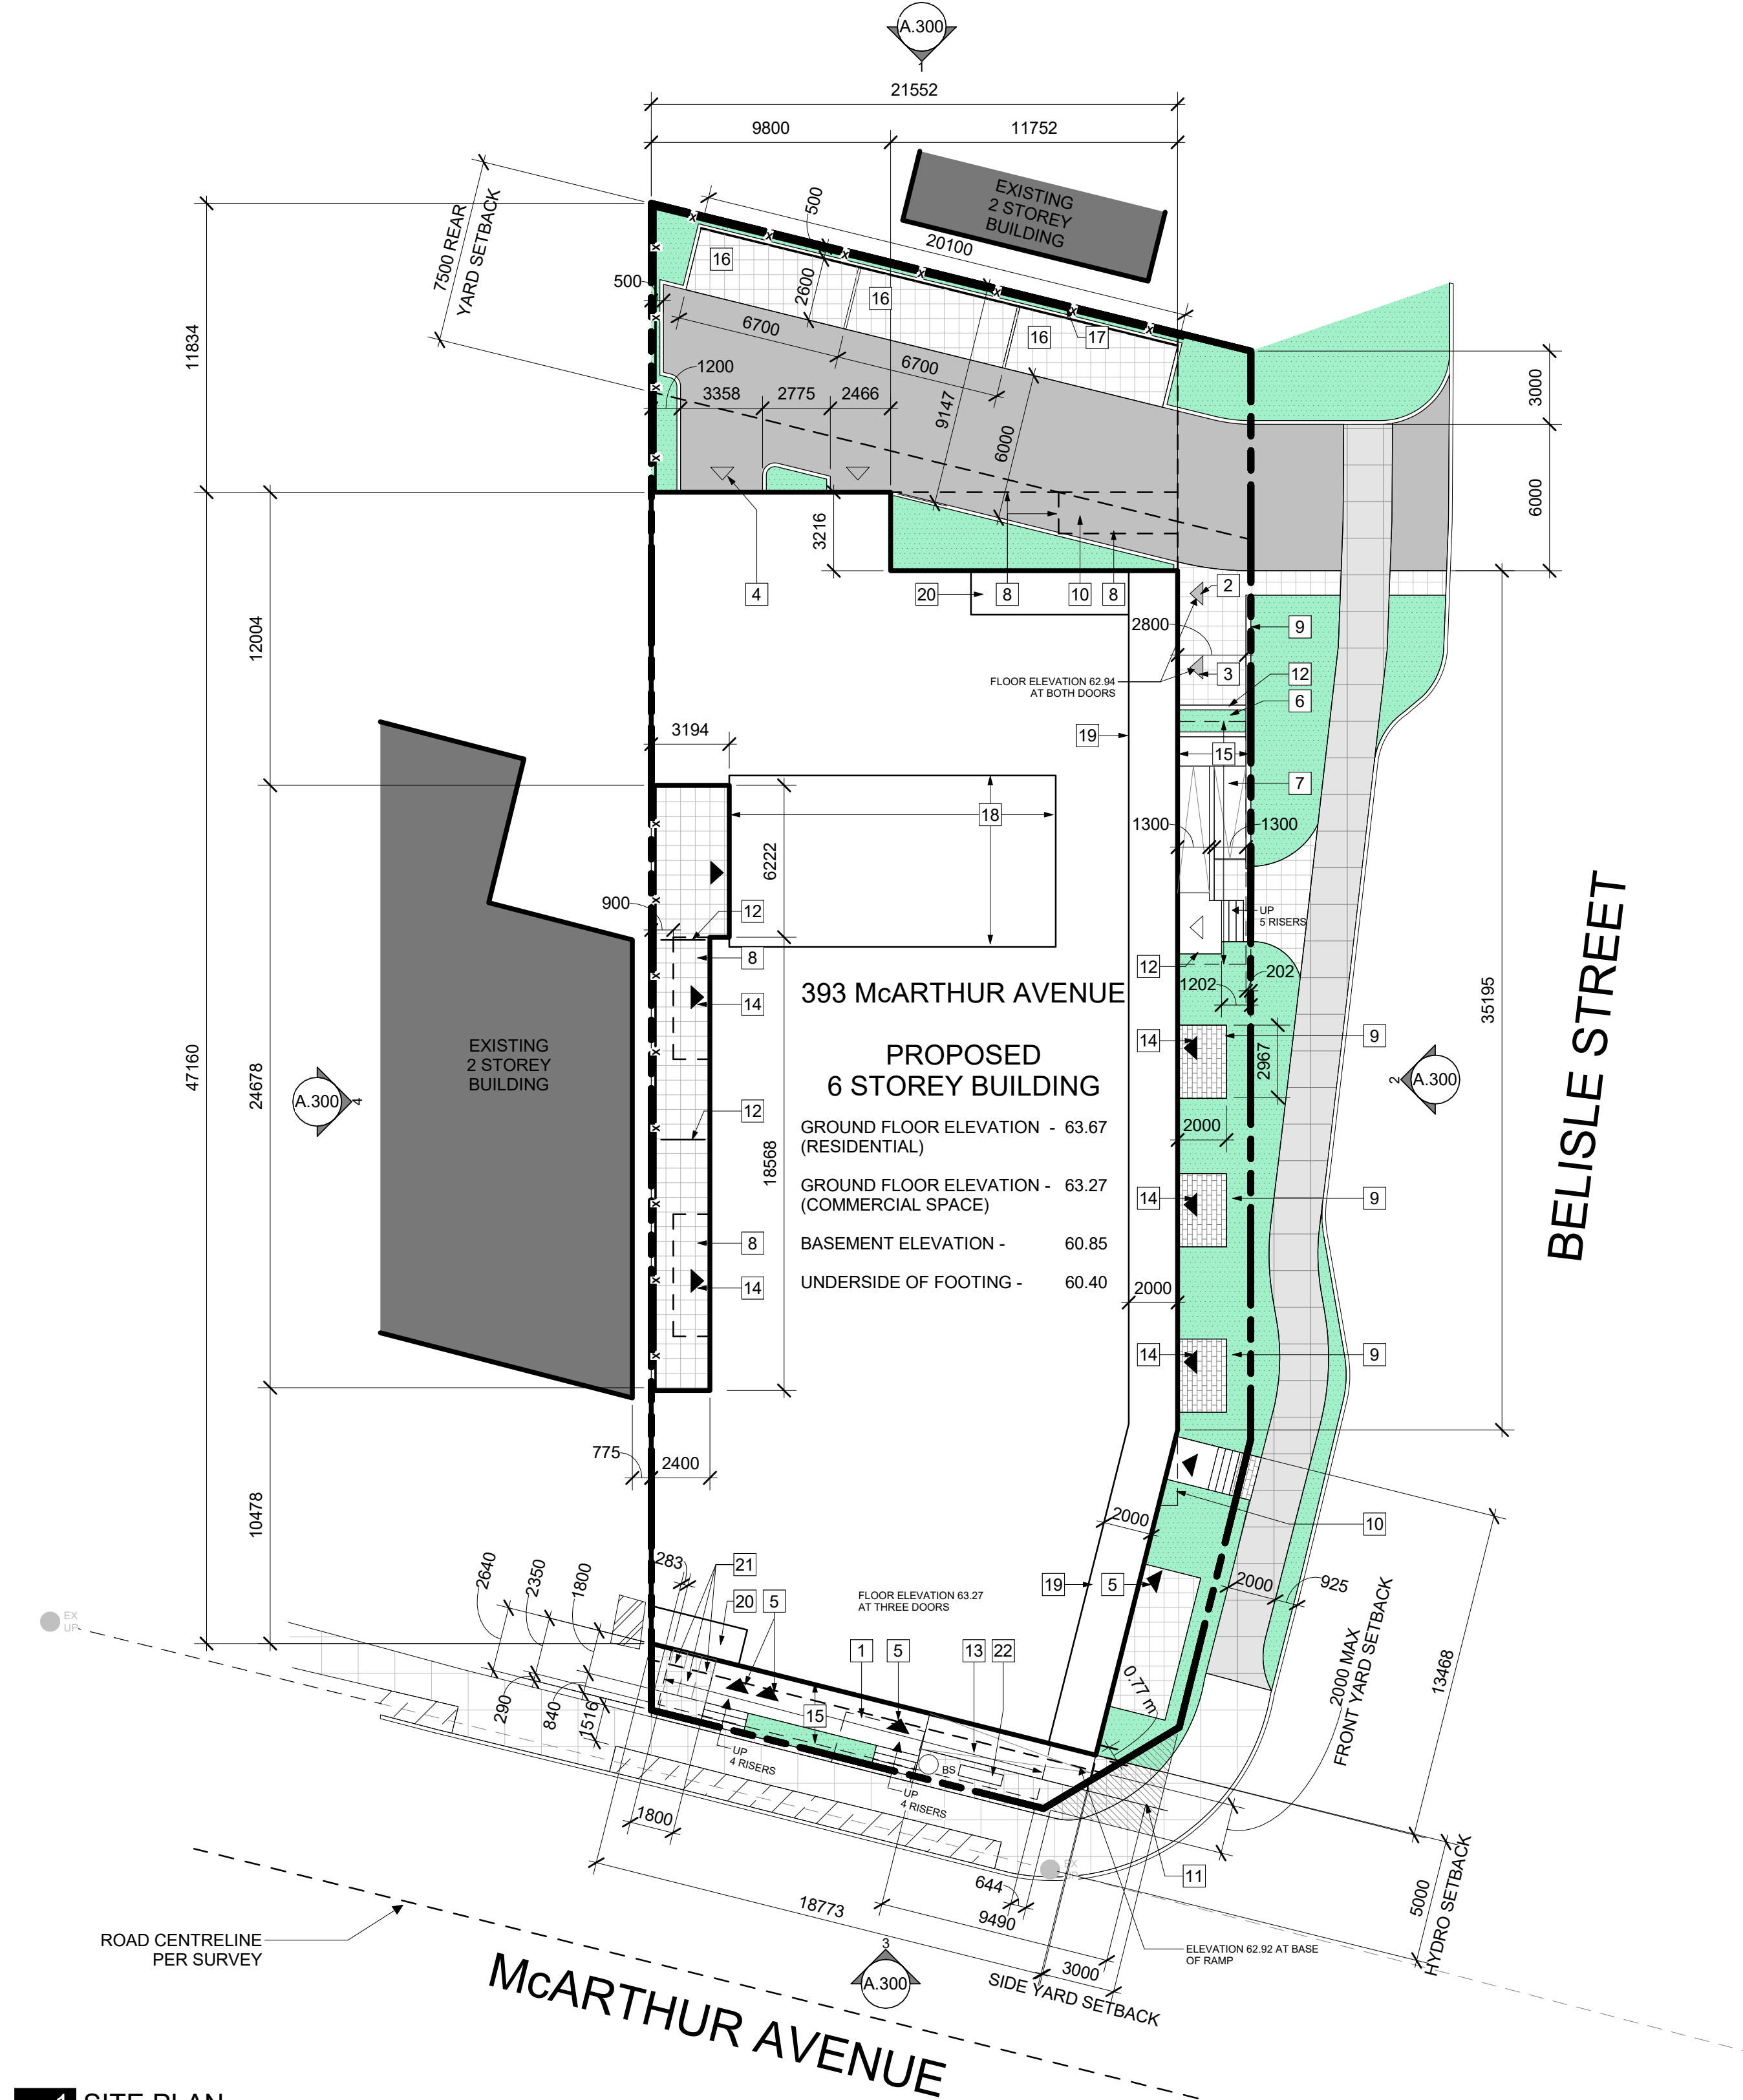 A.300
1
21552
9800
11752
EXISTING
2 STOREY
BUILDING
7500 REAR
YARD SETBACK
500
20100
16
2600
500
16
16
17
6700
6700
11834
1200
3358
2775
2466
9147
6000
3000
6000
3216
4
20
8
10
8
2
2800
9
FLOOR ELEVATION 62.94
AT BOTH DOORS
3
12
6
12004
3194
19
15
7
18
1300
1300
6222
900
12
UP
5 RISERS
8
12
202
1202
14
393 McARTHUR AVENUE
PROPOSED
6 STOREY BUILDING
GROUND FLOOR ELEVATION - 63.67
(RESIDENTIAL)
GROUND FLOOR ELEVATION - 63.27
(COMMERCIAL SPACE)
BASEMENT ELEVATION - 60.85
UNDERSIDE OF FOOTING - 60.40
EXISTING
2 STOREY
BUILDING
47160
24678
A.300
4
12
18568
8
14
14
9
2967
2000
14
9
2000
14
9
35195
2
A.300
BELISLE STREET
775
2400
10478
2000
10
283
21
20
5
FLOOR ELEVATION 63.27
AT THREE DOORS
19
5
2000
925
2640
2350
1800
EX
UP
1
5
13
22
0.77 m
2000 MAX
FRONT YARD SETBACK
13468
290
840
1516
15
UP
4 RISERS
BS
UP
4 RISERS
1800
EX
11
644
9490
18773
5000
HYDRO SETBACK
ROAD CENTRELINE
PER SURVEY
3
A.300
3000
SIDE YARD SETBACK
ELEVATION 62.92 AT BASE
OF RAMP
McARTHUR AVENUE
1 SITE PLAN